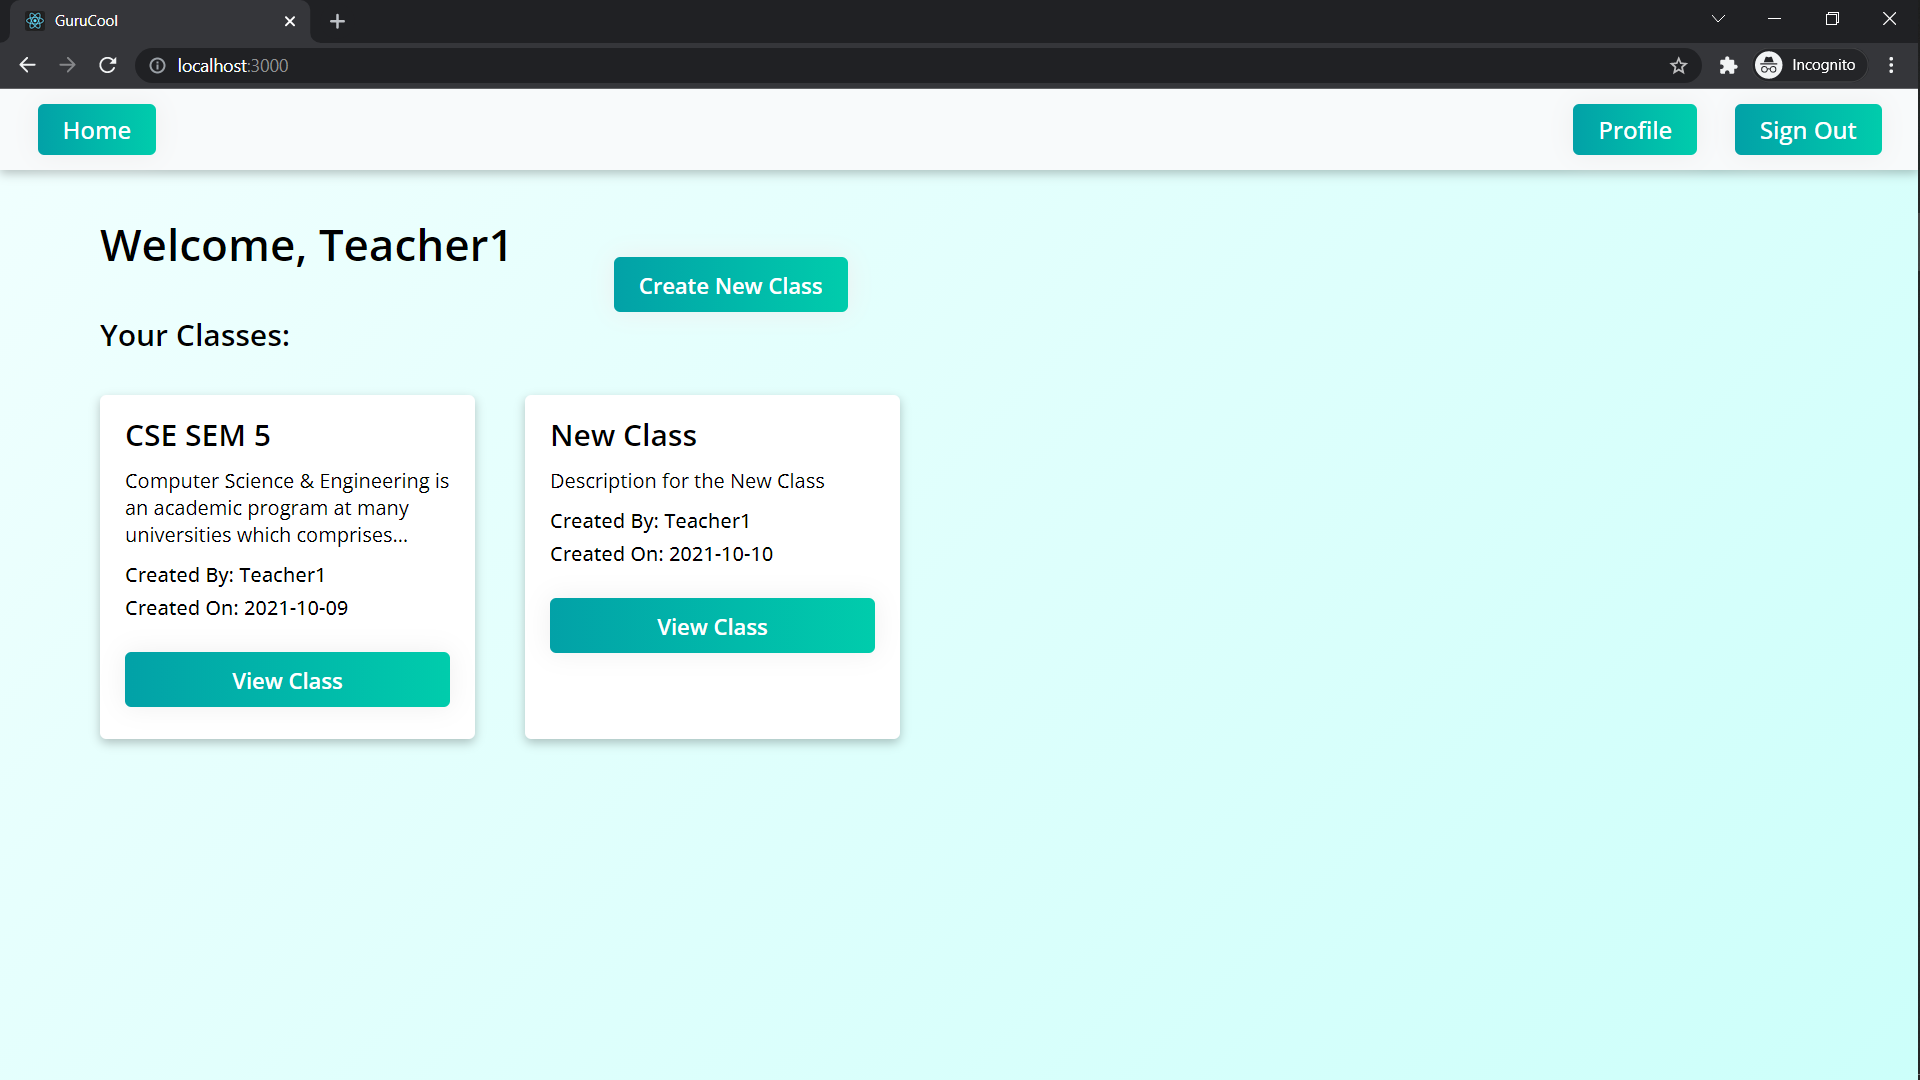 GuruCool
localhost:3000
Incognito
Home
Profile
Sign Out
Welcome, Teacher1
Create New Class
Your Classes:
CSE SEM 5
Computer Science & Engineering is
an academic program at many
universities which comprises...
Created By: Teacher1
Created On: 2021-10-09
View Class
New Class
Description for the New Class
Created By: Teacher1
Created On: 2021-10-10
View Class